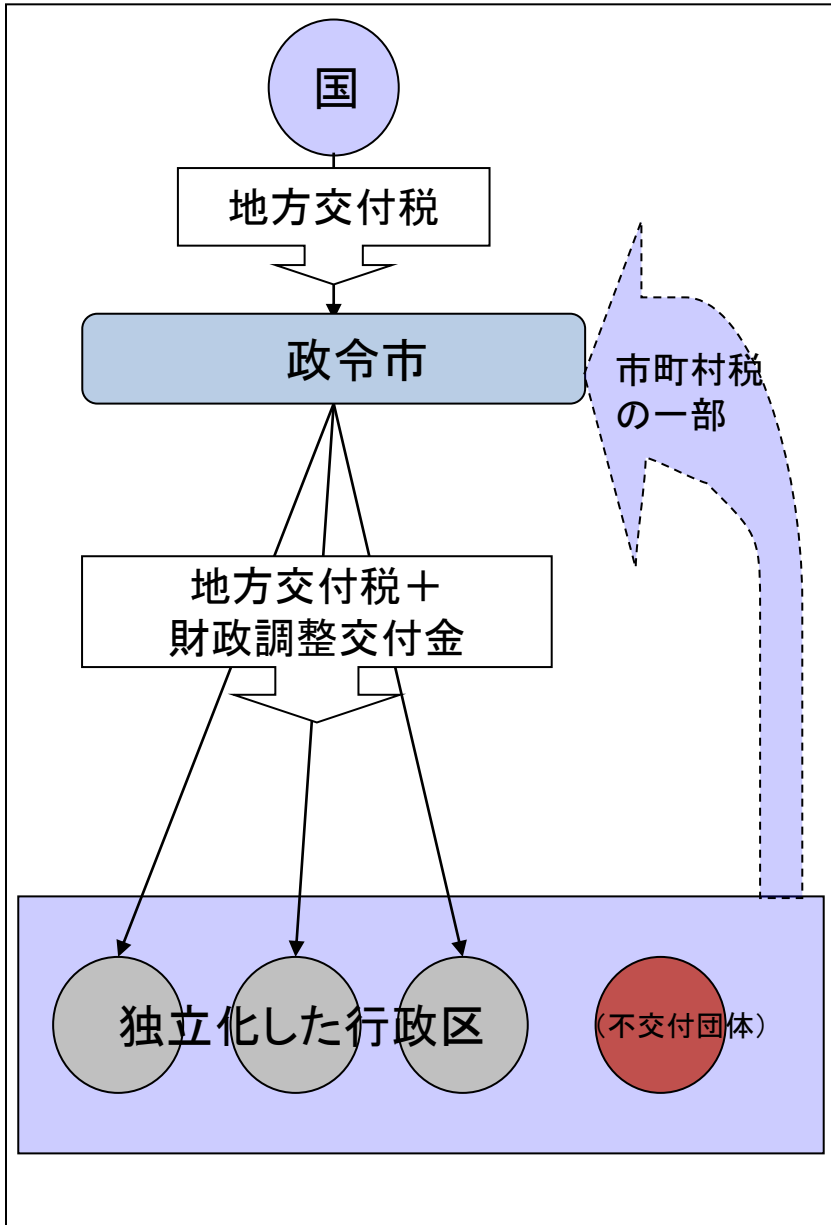 国
地方交付税
政令市
市町村税
の一部
地方交付税＋
財政調整交付金
独立化した行政区
（不交付団体）